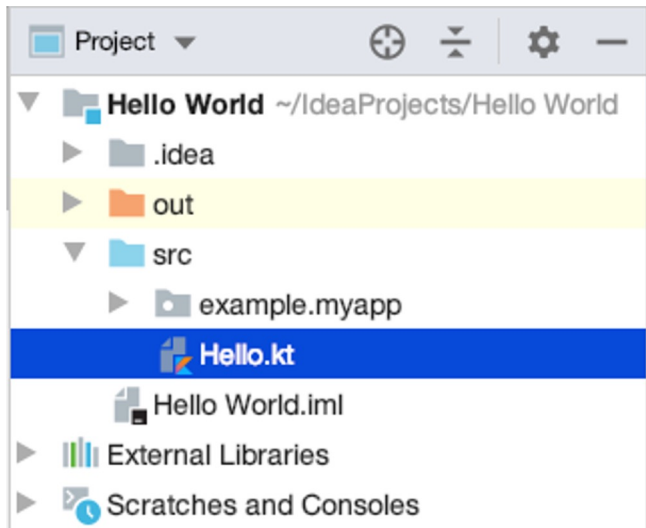 Project
Hello World ~/IdeaProjects/Hello World
.idea
out
src
example.myapp
Hello.kt
Hello World.iml
External Libraries
Scratches and Consoles